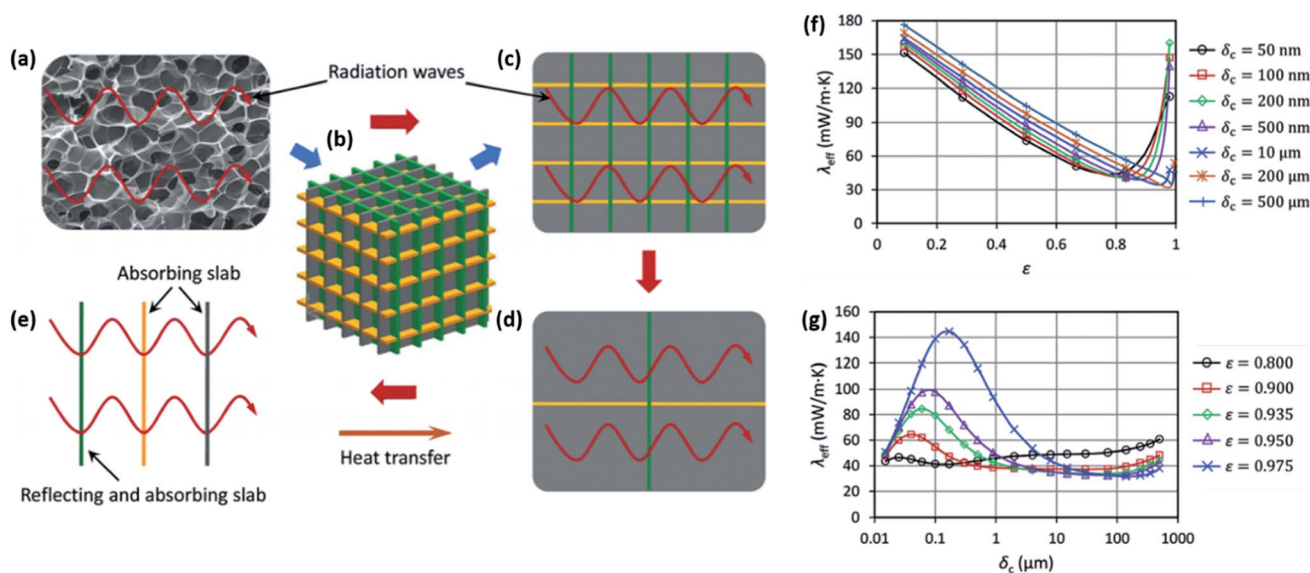 (a)
Radiation waves
(c)
(b)
Absorbing slab
(e)
(d)
Heat transfer
Reflecting and absorbing slab
(f)
180
150
120
90
60
30
0
λeff (mW/m·K)
0
0.2
0.4
0.6
0.8
1
ε
δc = 50 nm
δc = 100 nm
δc = 200 nm
δc = 500 nm
δc = 10 μm
δc = 200 μm
δc = 500 μm
(g)
160
140
120
100
80
60
40
20
0
λeff (mW/m·K)
0.01
0.1
1
10
100
1000
δc (μm)
ε = 0.800
ε = 0.900
ε = 0.935
ε = 0.950
ε = 0.975